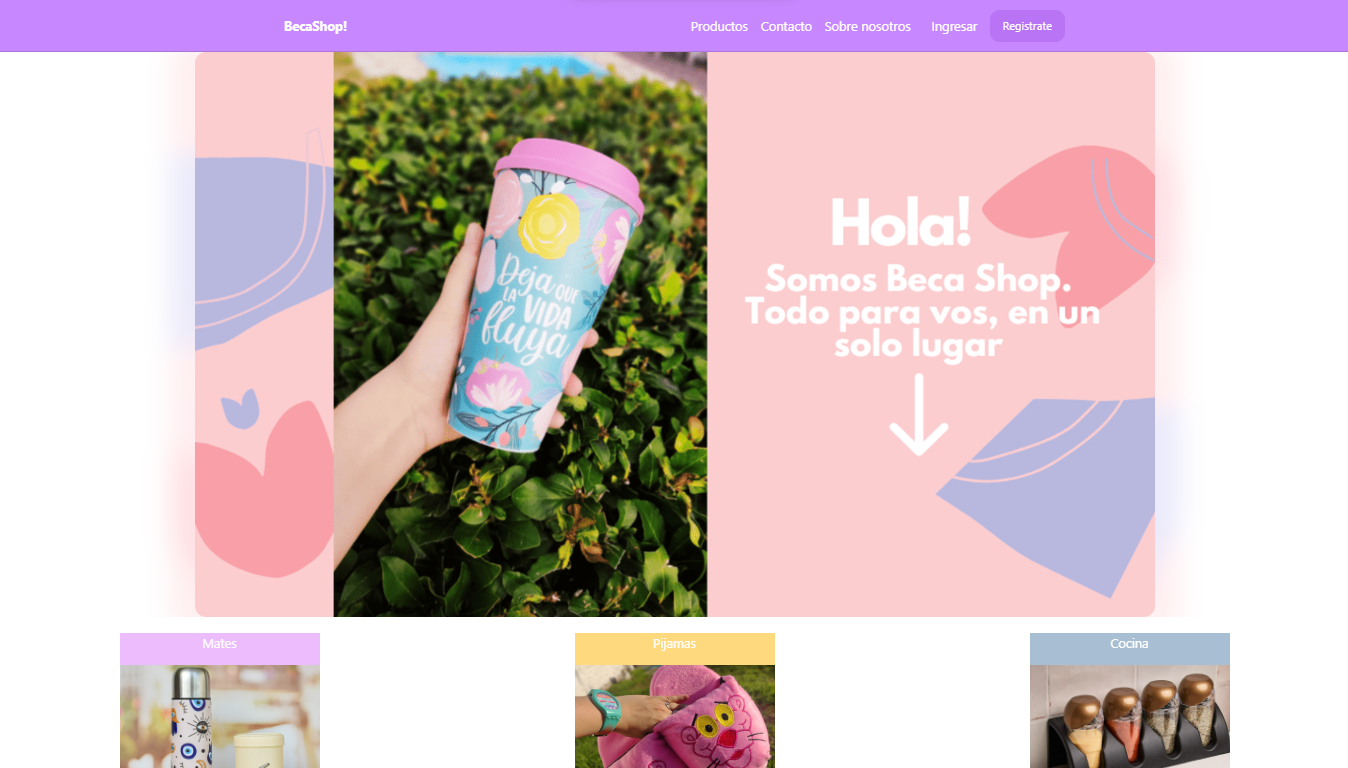 BecaShop!
Productos
Contacto
Sobre nosotros
Ingresar
Registrate
Deja QUE
LA VIDA
fluya
Hola!
Somos Beca Shop.
Todo para vos, en un
solo lugar
Mates
Pijamas
Cocina